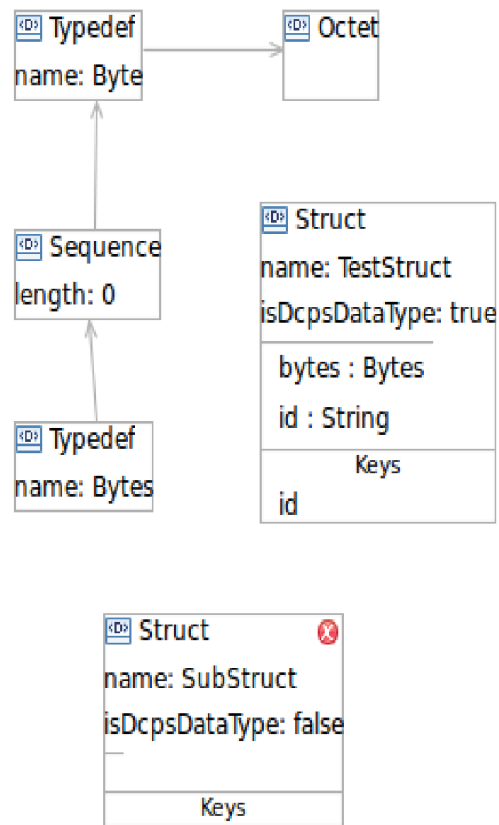 Typedef
name: Byte
Octet
Sequence
length: 0
Struct
name: TestStruct
isDcpsDataType: true
bytes : Bytes
id : String
Keys
id
Typedef
name: Bytes
Struct
name: SubStruct
isDcpsDataType: false
Keys